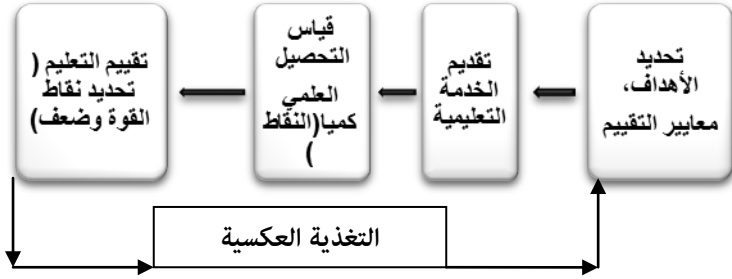 تحديد
الأهداف،
معايير التقييم
تقديم
الخدمة
التعليمية
قياس
التحصيل
العلمي
كميا(النقاط
)
تقييم التعليم (
تحديد نقاط
القوة وضعف)
التغذية العكسية